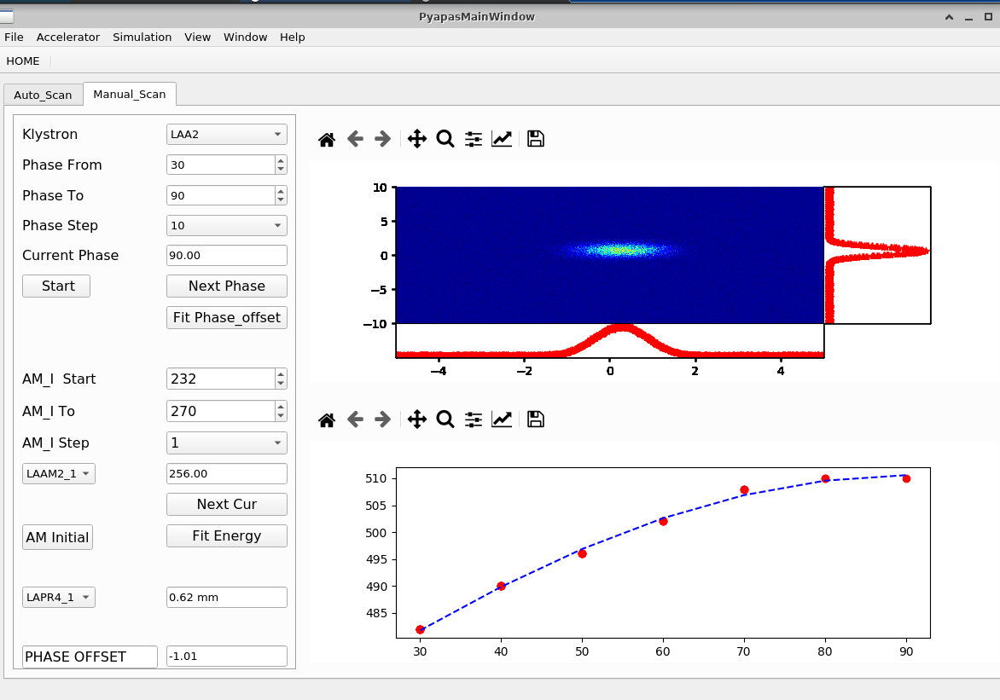 PyapasMainWindow
File Accelerator Simulation View Window Help
HOME
Auto_Scan Manual_Scan
Klystron LAA2
Phase From 30
Phase To 90
Phase Step 10
Current Phase 90.00
Start Next Phase
Fit Phase_offset
AM_I Start 232
AM_I To 270
AM_I Step 1
LAAM2_1 256.00
Next Cur
AM Initial Fit Energy
LAPR4_1 0.62 mm
PHASE OFFSET -1.01
10
5
0
−5
−10
−4 −2 0 2 4
510
505
500
495
490
485
30 40 50 60 70 80 90